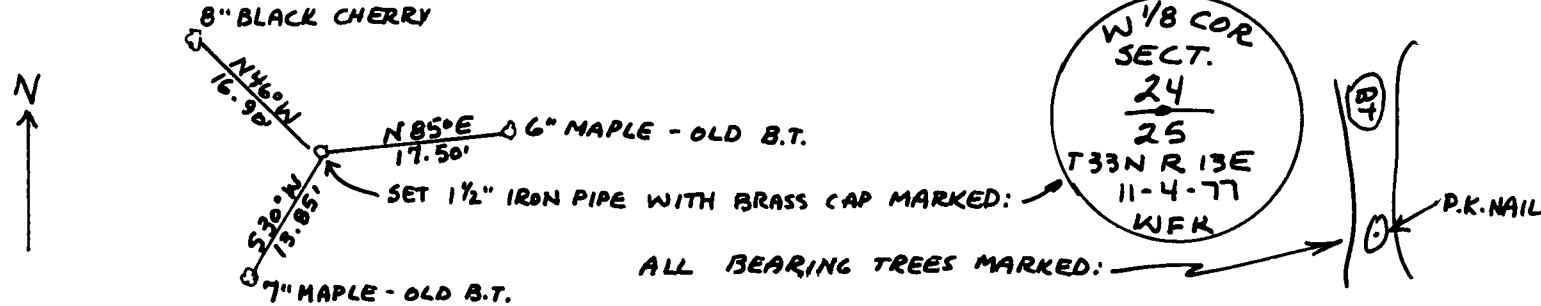 8" BLACK CHERRY
N
N46°W
16.90'
N85°E
17.50'
6" MAPLE - OLD B.T.
SET 1½" IRON PIPE WITH BRASS CAP MARKED:
S30°W
13.85'
7" MAPLE - OLD B.T.
W 1/8 COR
SECT.
24
25
T33N R 13E
11-4-77
WFK
BT
P.K. NAIL
ALL BEARING TREES MARKED: